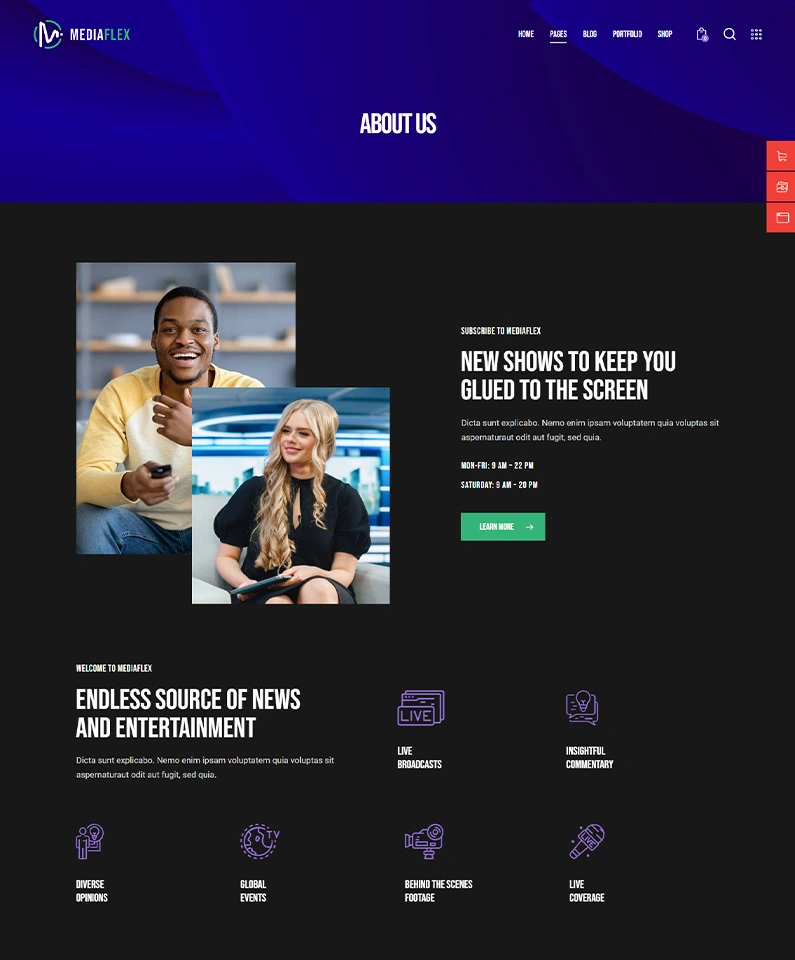 MEDIAFLEX
HOME PAGES BLOG PORTFOLIO SHOP
0
ABOUT US
SUBSCRIBE TO MEDIAFLEX
NEW SHOWS TO KEEP YOU
GLUED TO THE SCREEN
Dicta sunt explicabo. Nemo enim ipsam voluptatem quia voluptas sit
aspernaturaut odit aut fugit, sed quia.
MON-FRI: 9 AM – 22 PM
SATURDAY: 9 AM – 20 PM
LEARN MORE
WELCOME TO MEDIAFLEX
ENDLESS SOURCE OF NEWS
AND ENTERTAINMENT
Dicta sunt explicabo. Nemo enim ipsam voluptatem quia voluptas sit
aspernaturaut odit aut fugit, sed quia.
LIVE
LIVE
BROADCASTS
INSIGHTFUL
COMMENTARY
DIVERSE
OPINIONS
TV
GLOBAL
EVENTS
BEHIND THE SCENES
FOOTAGE
LIVE
COVERAGE